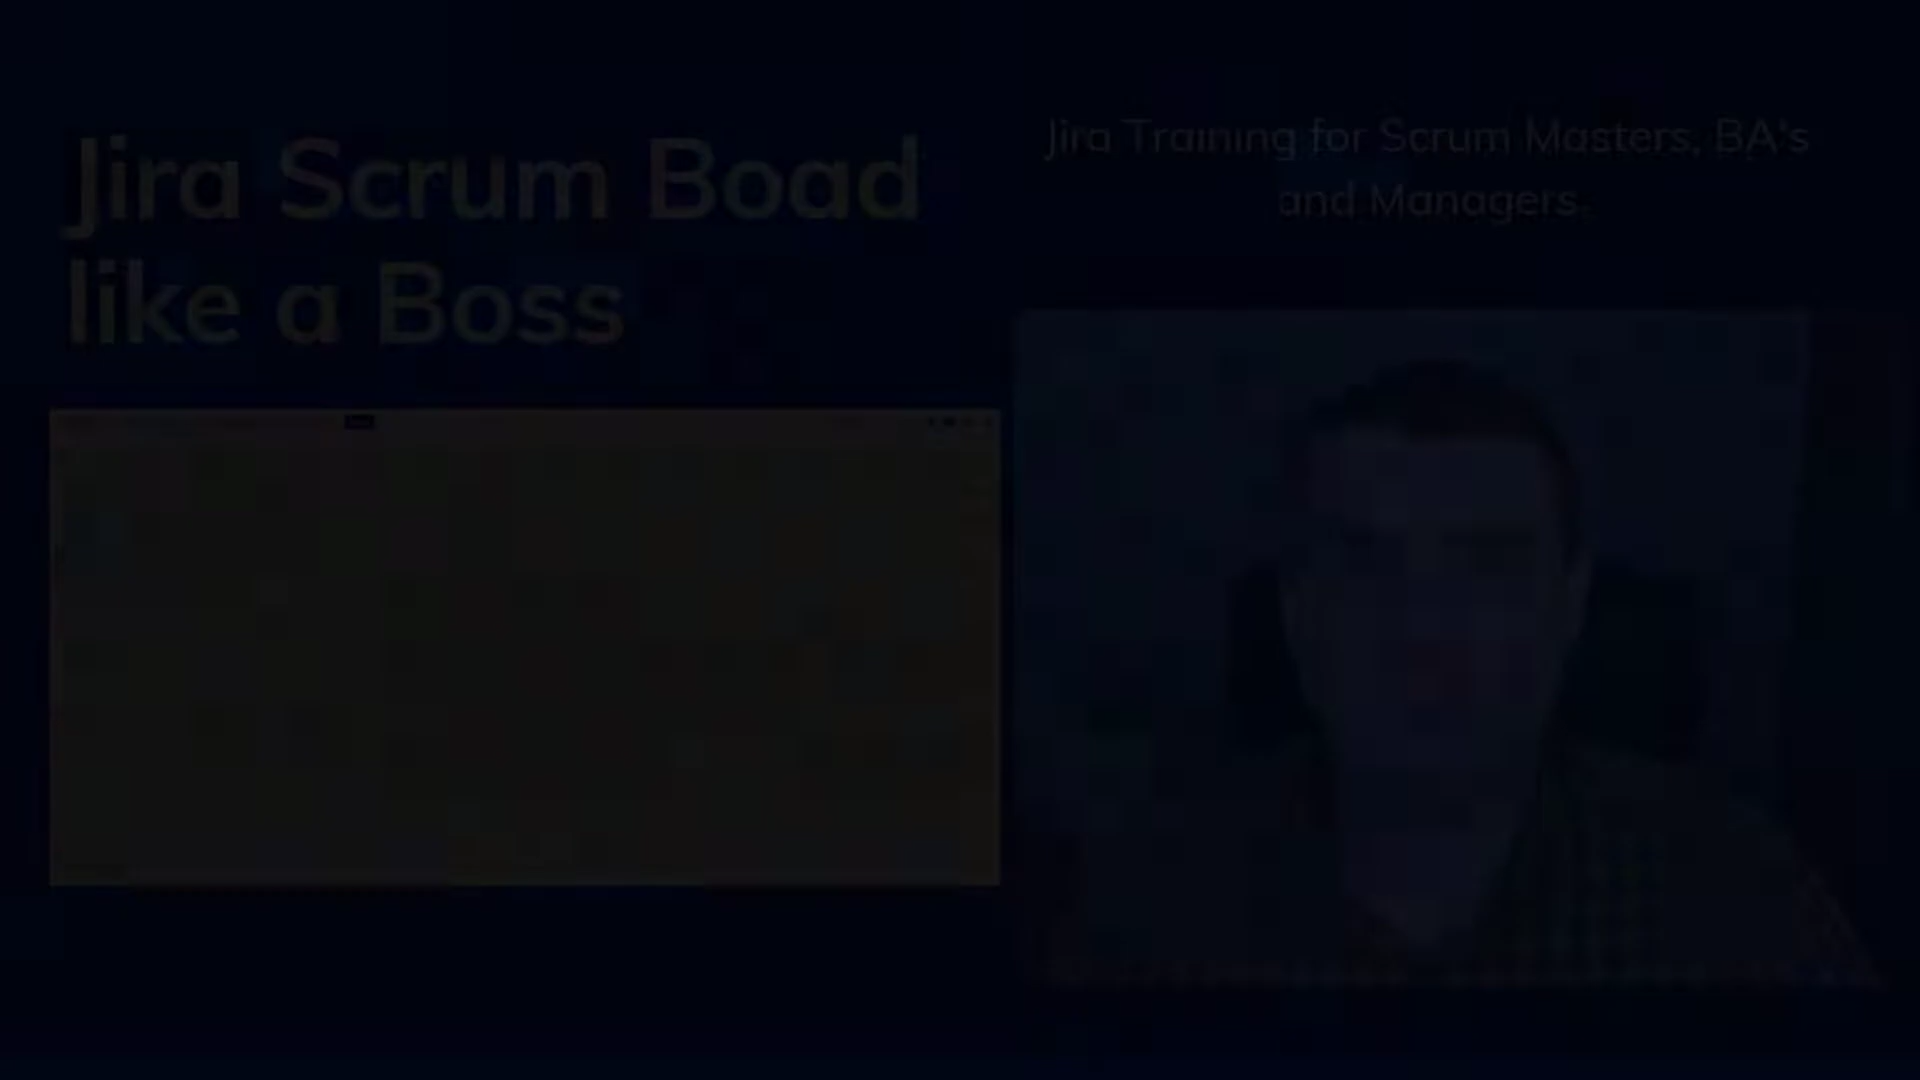 Jira Scrum Boad
like a Boss
Jira Training for Scrum Masters, BA's
and Managers.